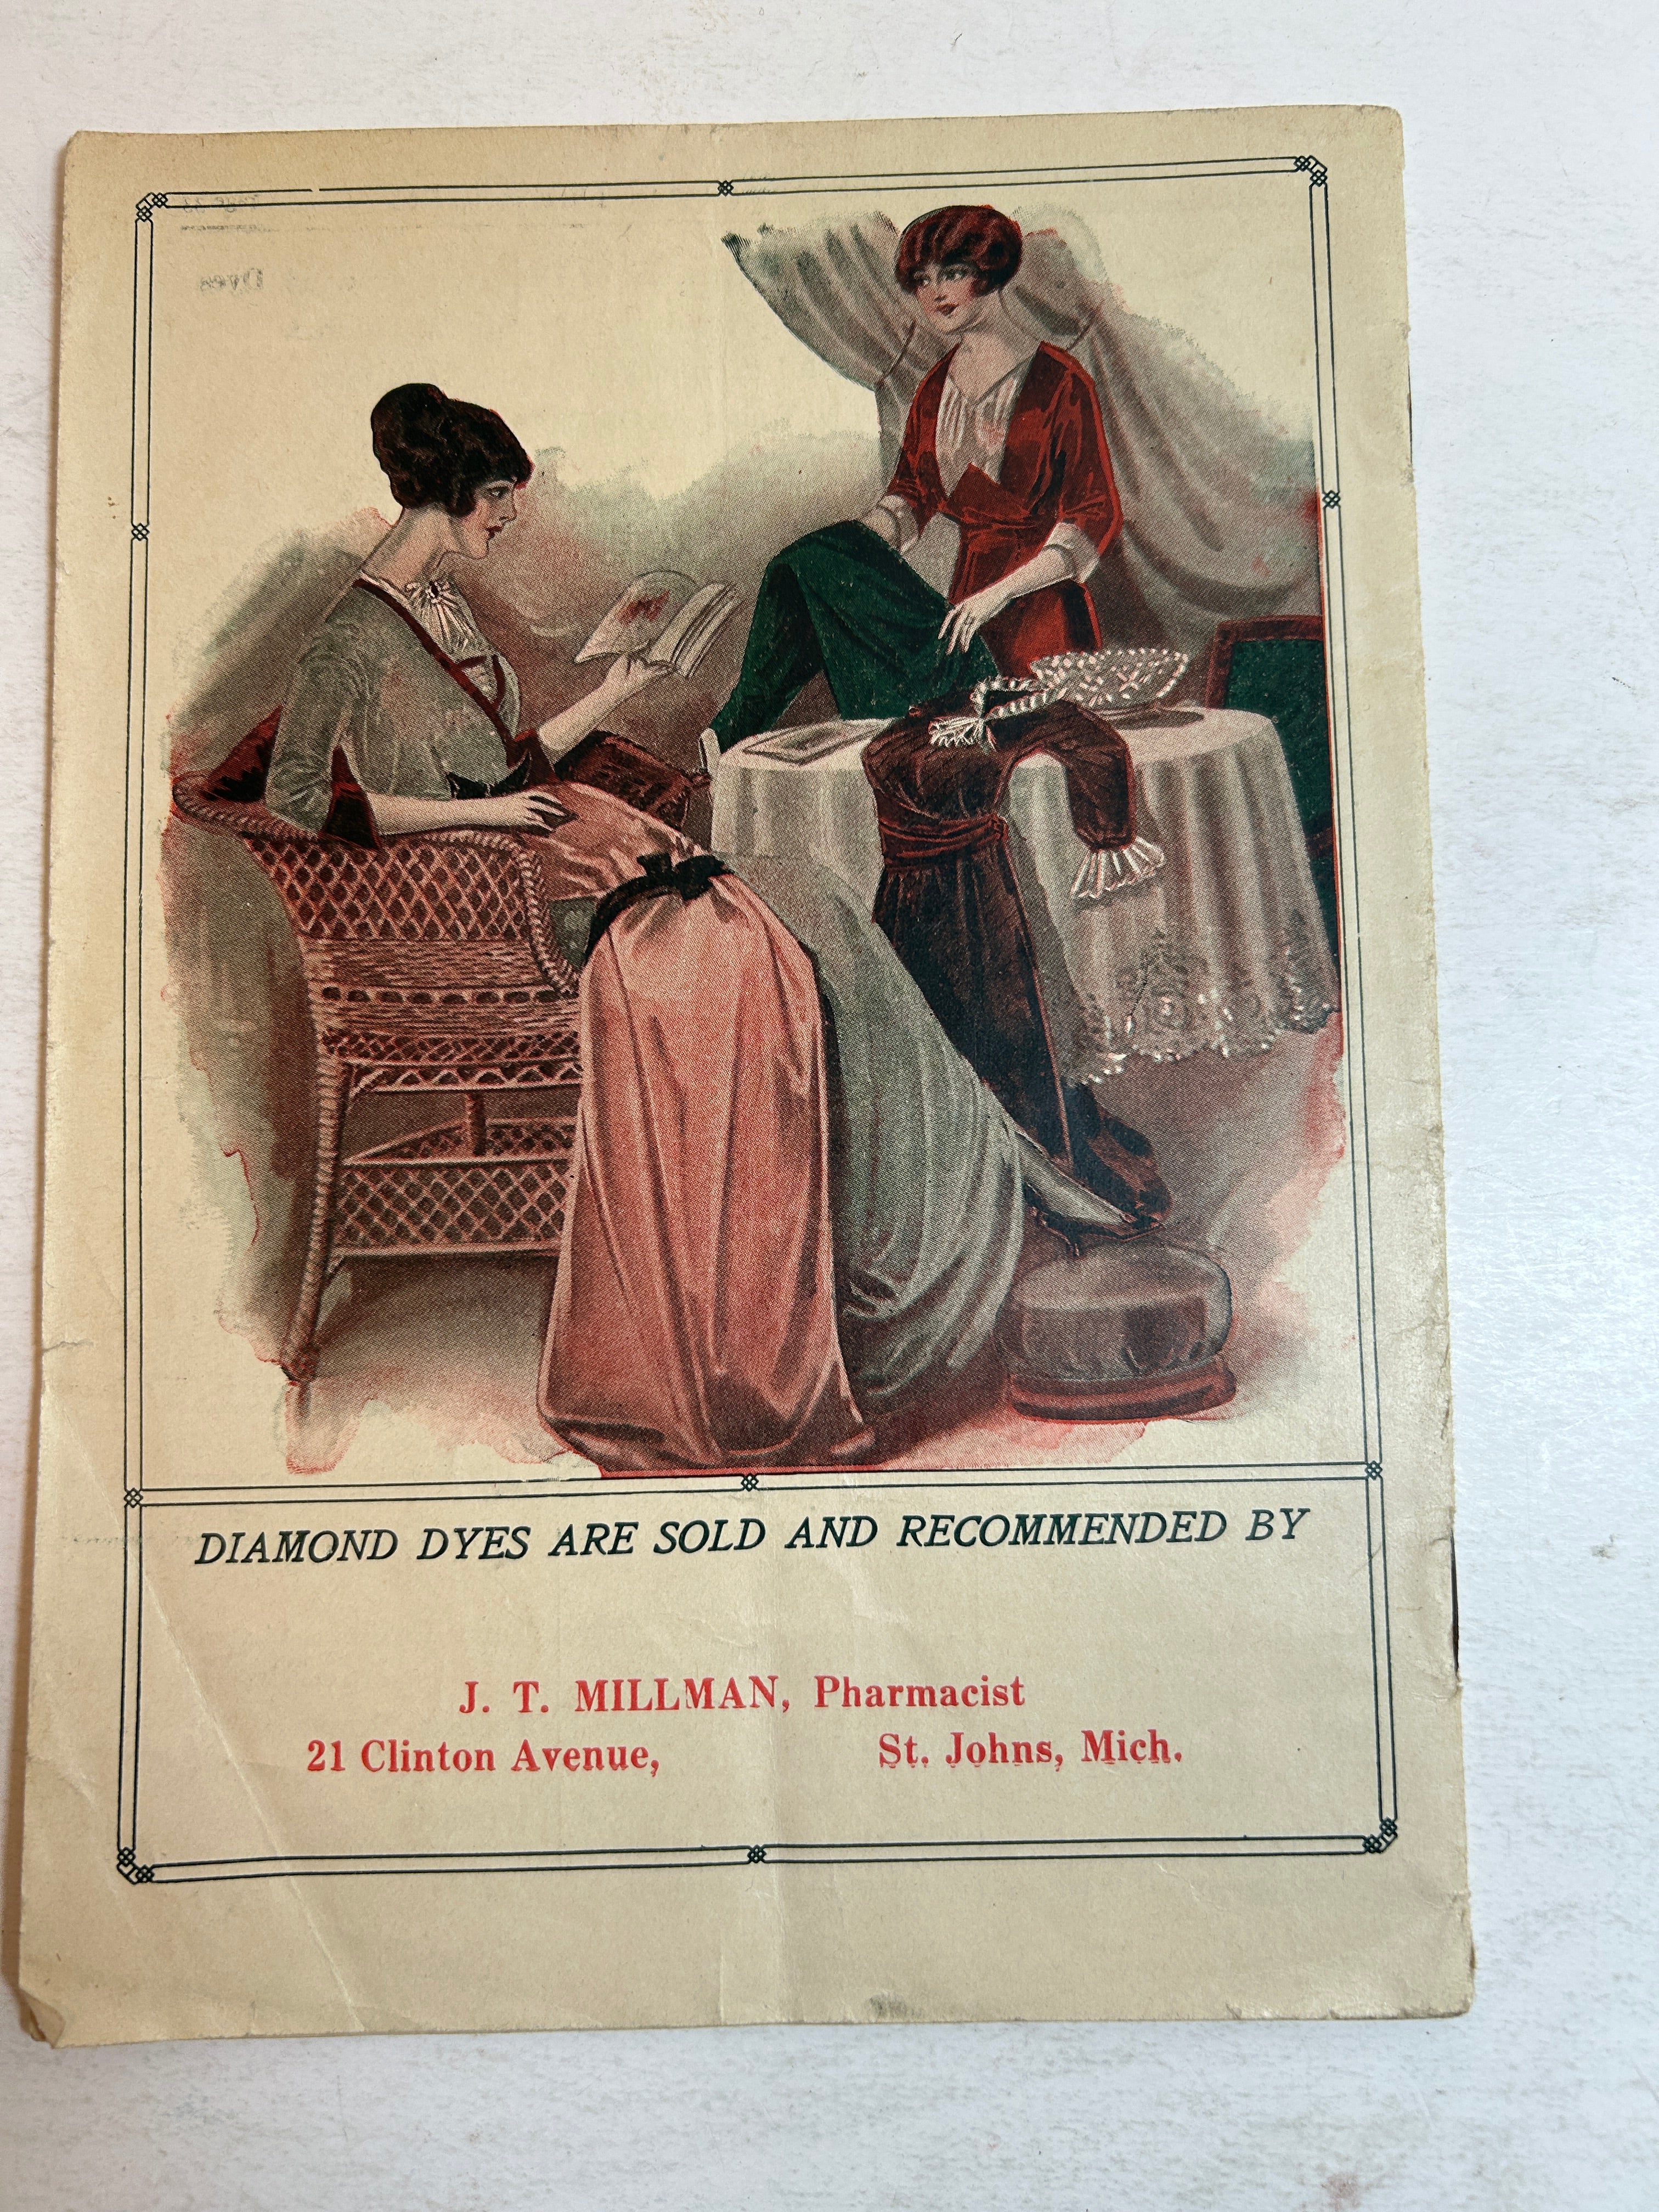 DIAMOND DYES ARE SOLD AND RECOMMENDED BY
J. T. MILLMAN, Pharmacist
21 Clinton Avenue, St. Johns, Mich.